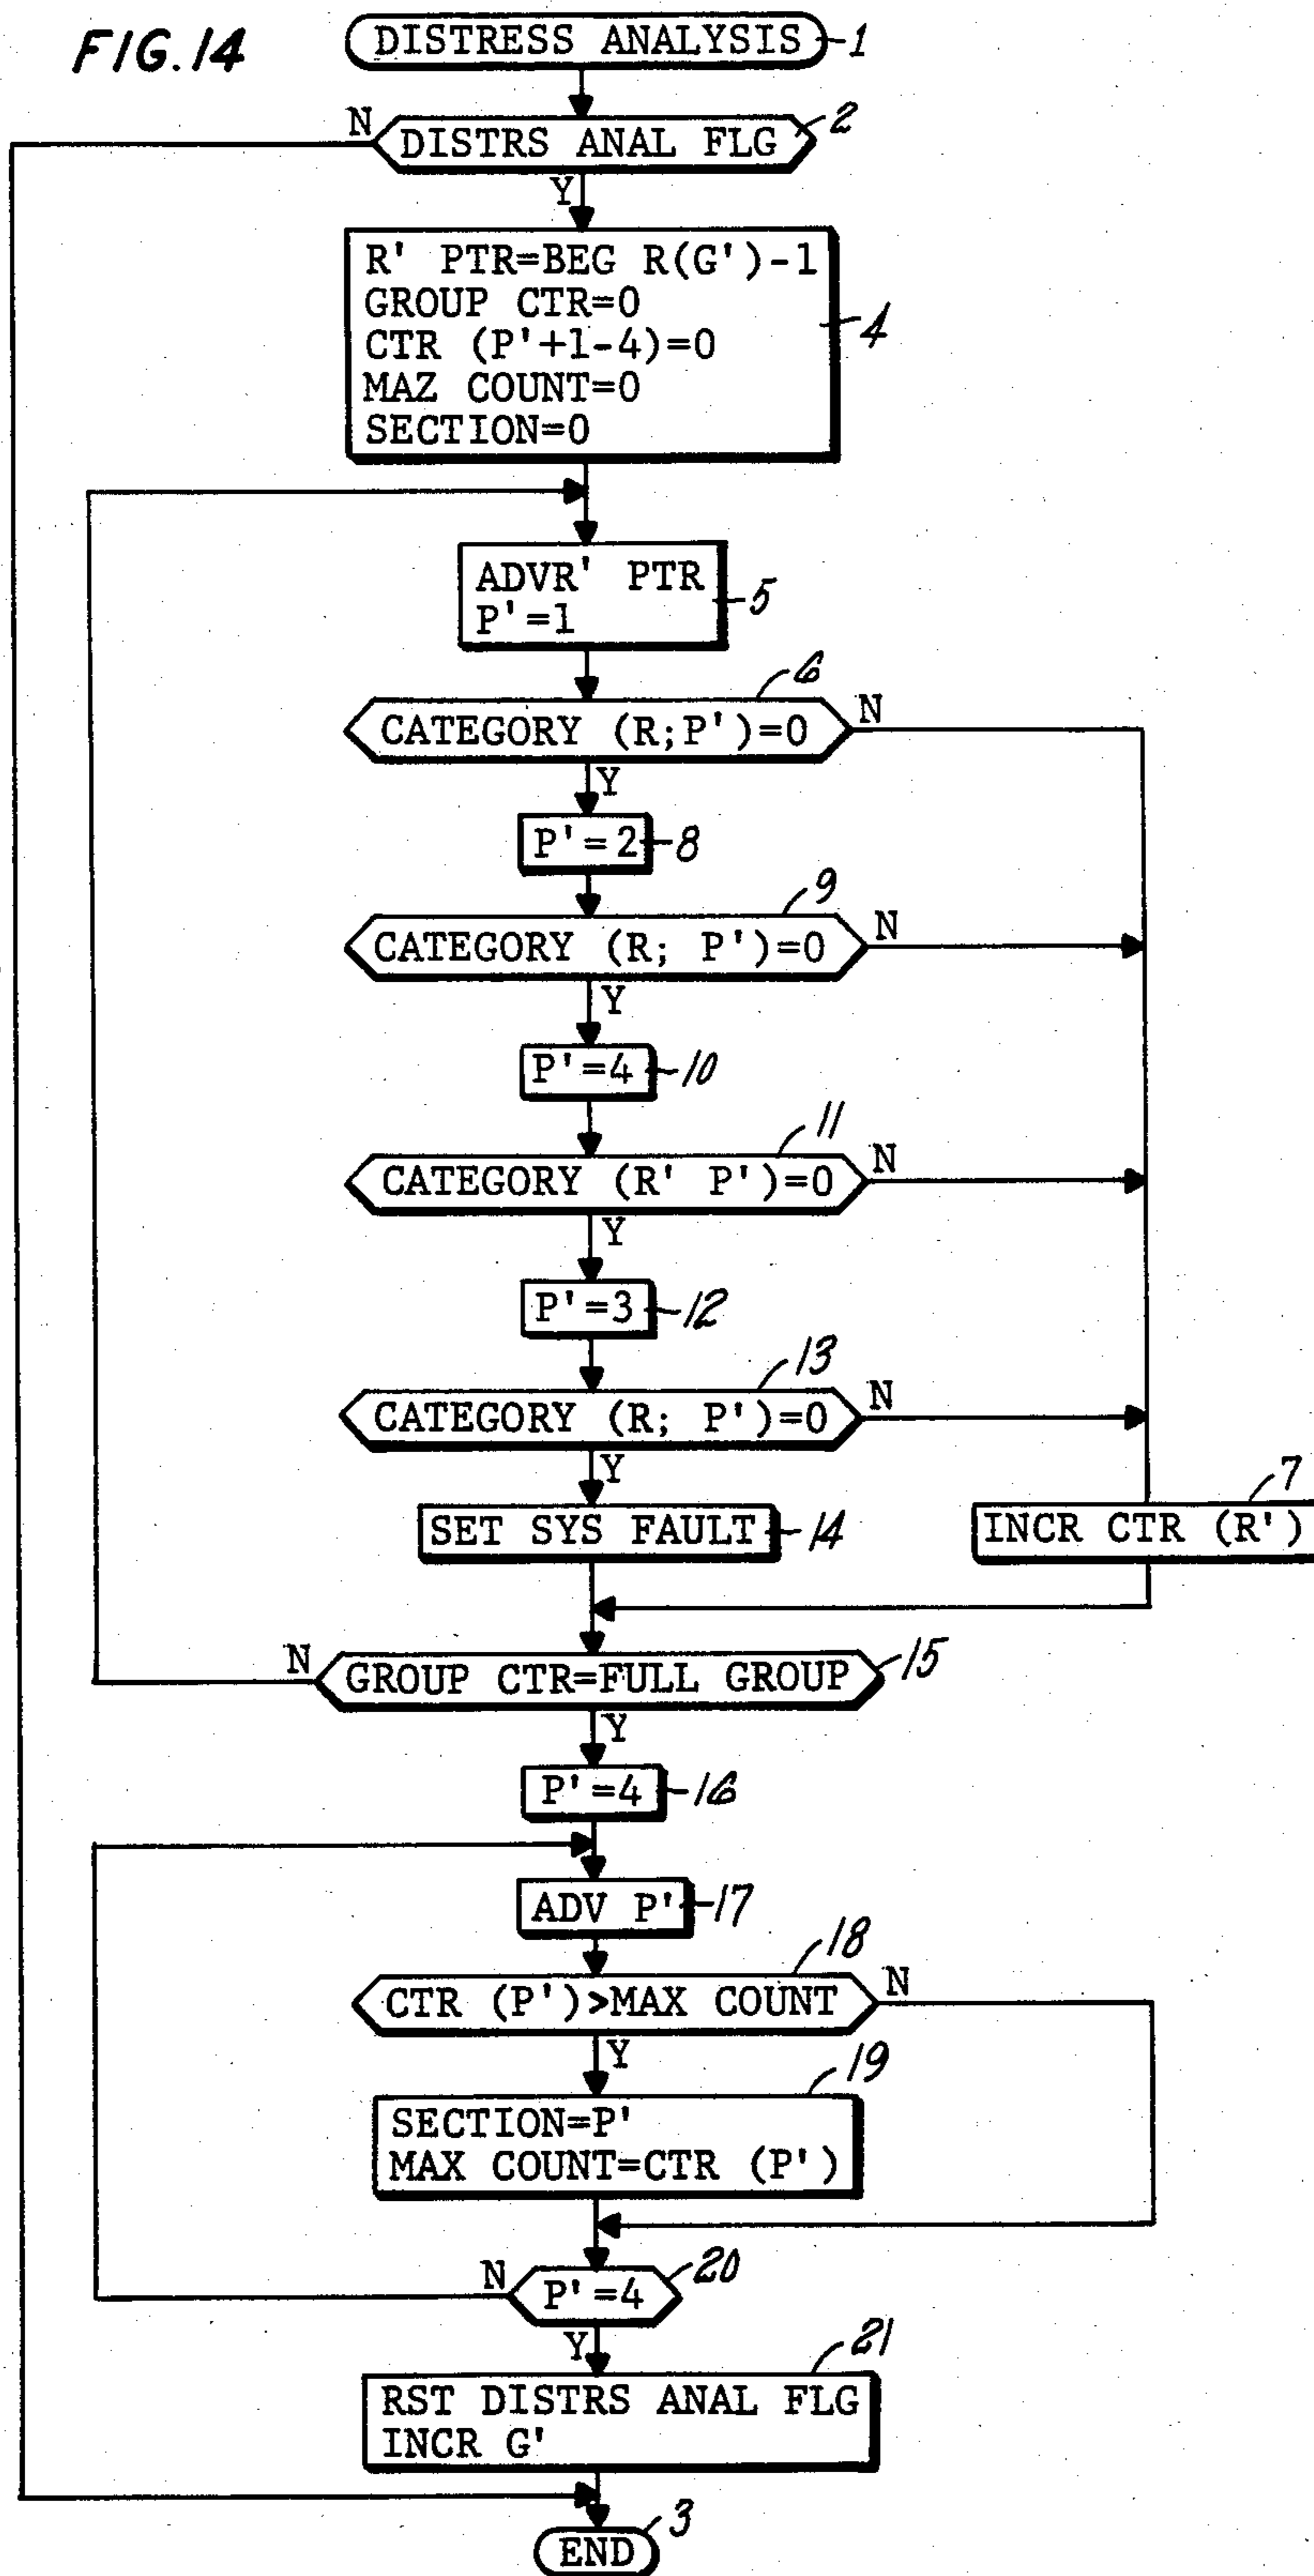 FIG. 14
DISTRESS ANALYSIS 1
N DISTRS ANAL FLG 2
Y
R' PTR=BEG R(G')-1
GROUP CTR=0
CTR (P'+1-4)=0
MAZ COUNT=0
SECTION=0
4
ADVR' PTR
P'=1
5
6
CATEGORY (R;P')=0 N
Y
P'=2 8
9
CATEGORY (R; P')=0 N
Y
P'=4 10
11
CATEGORY (R' P')=0 N
Y
P'=3 12
13
CATEGORY (R; P')=0 N
Y
7
SET SYS FAULT 14
INCR CTR (R')
N GROUP CTR=FULL GROUP 15
Y
P'=4 16
ADV P' 17
18
CTR (P')>MAX COUNT N
Y
19
SECTION=P'
MAX COUNT=CTR (P')
N P'=4 20
Y
21
RST DISTRS ANAL FLG
INCR G'
END 3